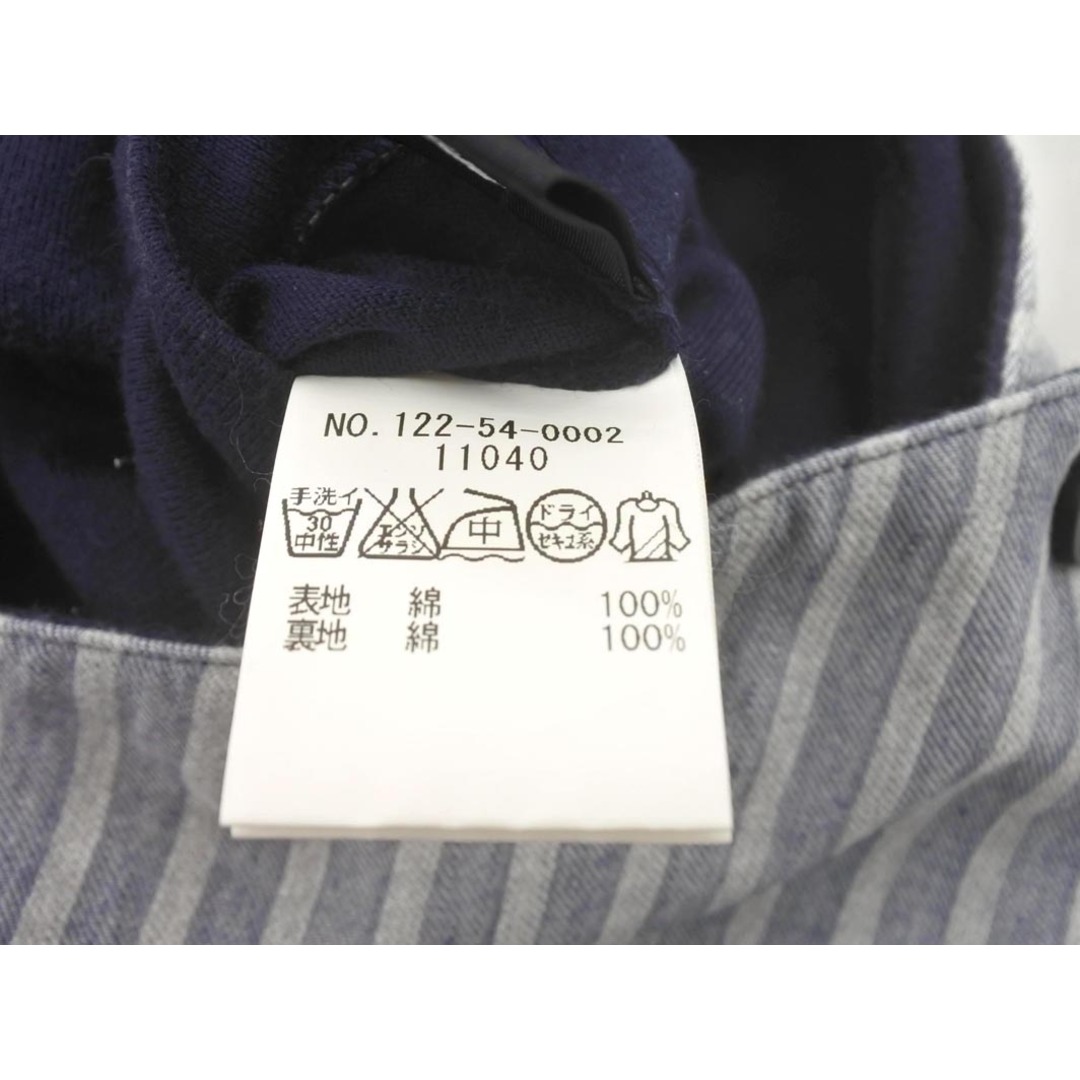 NO. 122-54-0002
11040
手洗イ
30
中性
エンソ
サラシ
中
ドライ
セキユ系
表地 綿 100%
裏地 綿 100%